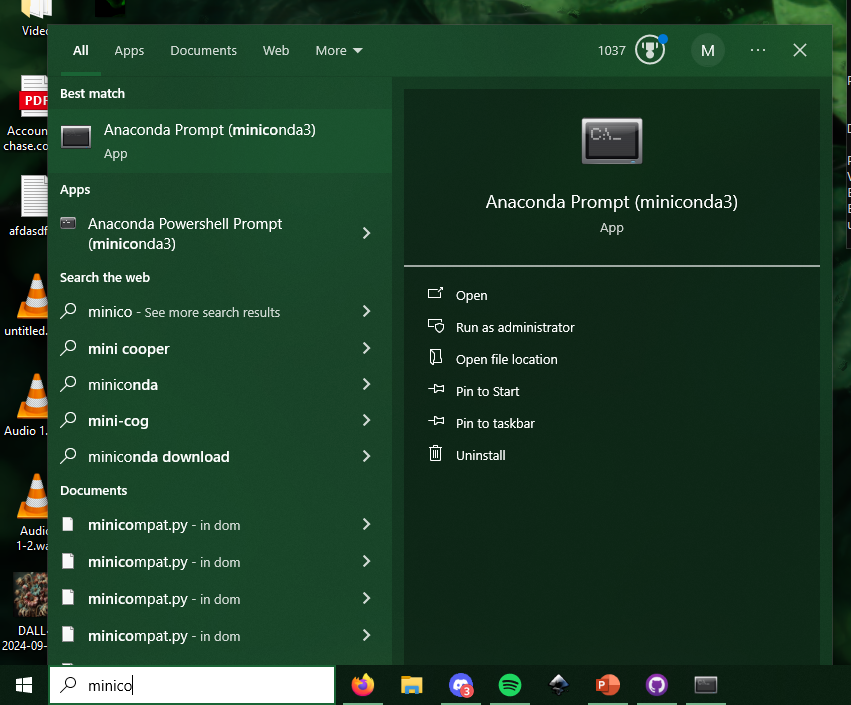 Video
All Apps Documents Web More 1037 M
Best match
Anaconda Prompt (miniconda3)
App
Apps
Anaconda Powershell Prompt
(miniconda3)
Search the web
minico - See more search results
mini cooper
miniconda
mini-cog
miniconda download
Documents
minicompat.py - in dom
minicompat.py - in dom
minicompat.py - in dom
minicompat.py - in dom
C:\_
Anaconda Prompt (miniconda3)
App
Open
Run as administrator
Open file location
Pin to Start
Pin to taskbar
Uninstall
PDF
Accoun
chase.co
afdasdf
untitled.
Audio 1.
Audio
1-2.wa
DALL·
2024-09-
minico
3
P